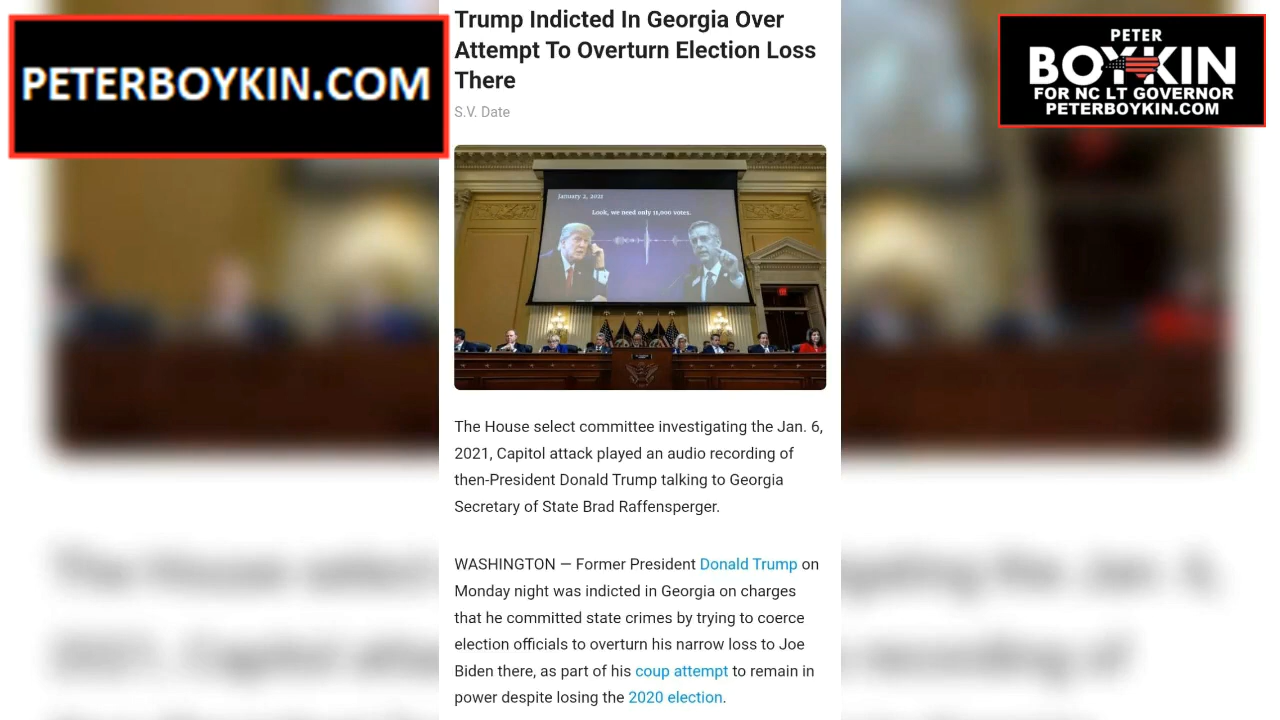 PETERBOYKIN.COM
PETER
BOYKIN
FOR NC LT GOVERNOR
PETERBOYKIN.COM
Trump Indicted In Georgia Over
Attempt To Overturn Election Loss
There
S.V. Date
January 2, 2021
Look, we need only 11,000 votes.
The House select committee investigating the Jan. 6,
2021, Capitol attack played an audio recording of
then-President Donald Trump talking to Georgia
Secretary of State Brad Raffensperger.
WASHINGTON — Former President Donald Trump on
Monday night was indicted in Georgia on charges
that he committed state crimes by trying to coerce
election officials to overturn his narrow loss to Joe
Biden there, as part of his coup attempt to remain in
power despite losing the 2020 election.